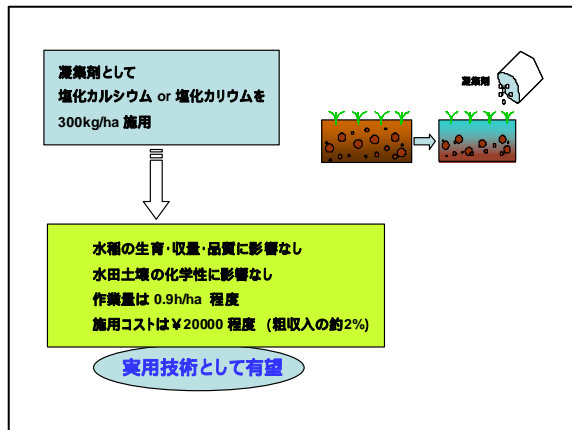 凝集剤として
塩化カルシウム or 塩化カリウムを
300kg/ha 施用
凝集剤
水稲の生育・収量・品質に影響なし
水田土壌の化学性に影響なし
作業量は 0.9h/ha 程度
施用コストは¥20000 程度 (粗収入の約2%)
実用技術として有望